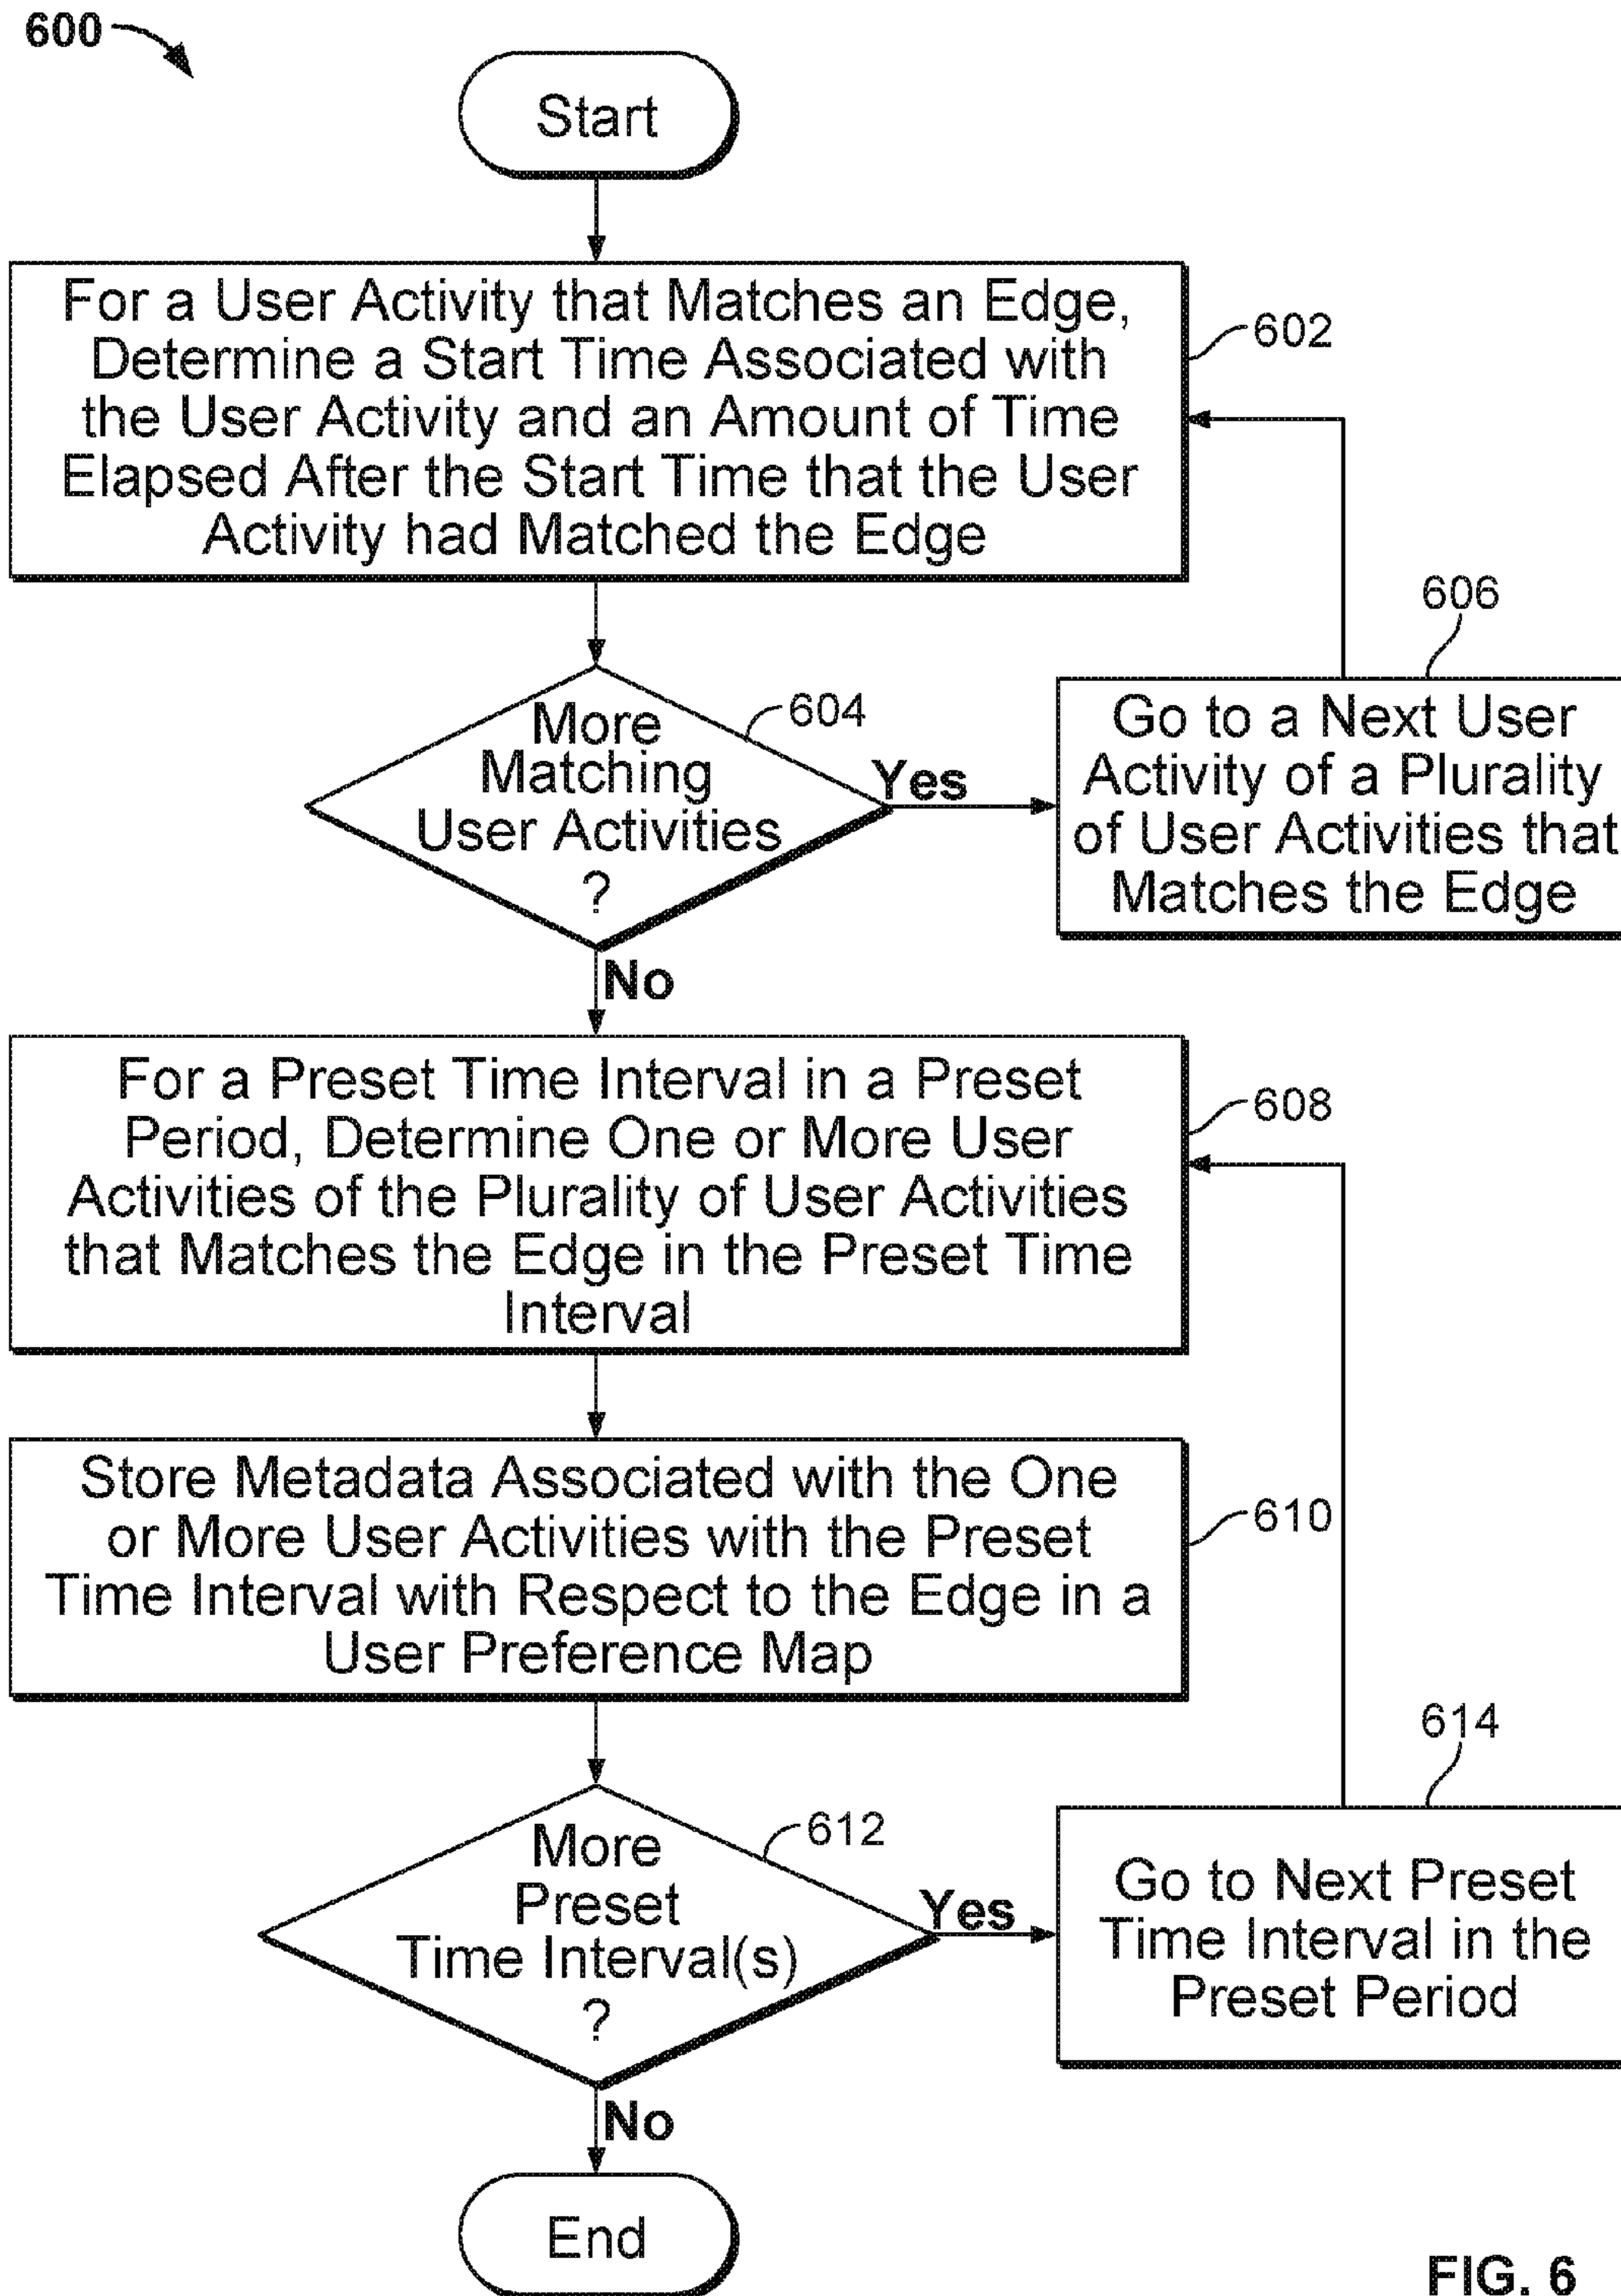 600
Start
For a User Activity that Matches an Edge,
Determine a Start Time Associated with
the User Activity and an Amount of Time
Elapsed After the Start Time that the User
Activity had Matched the Edge
602
More
Matching
User Activities
?
604
Yes
606
Go to a Next User
Activity of a Plurality
of User Activities that
Matches the Edge
No
For a Preset Time Interval in a Preset
Period, Determine One or More User
Activities of the Plurality of User Activities
that Matches the Edge in the Preset Time
Interval
608
Store Metadata Associated with the One
or More User Activities with the Preset
Time Interval with Respect to the Edge in a
User Preference Map
610
More
Preset
Time Interval(s)
?
612
Yes
614
Go to Next Preset
Time Interval in the
Preset Period
No
End
FIG. 6